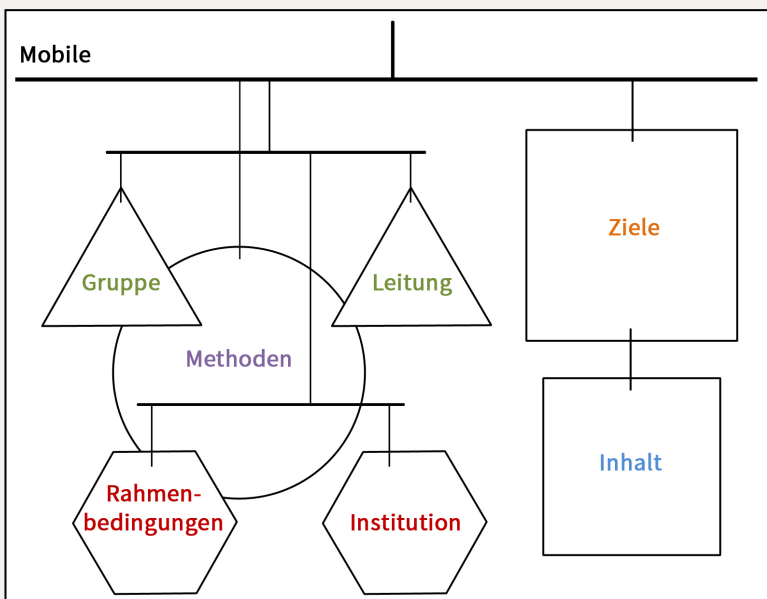 Mobile
Ziele
Gruppe
Leitung
Methoden
Inhalt
Rahmen-
bedingungen
Institution